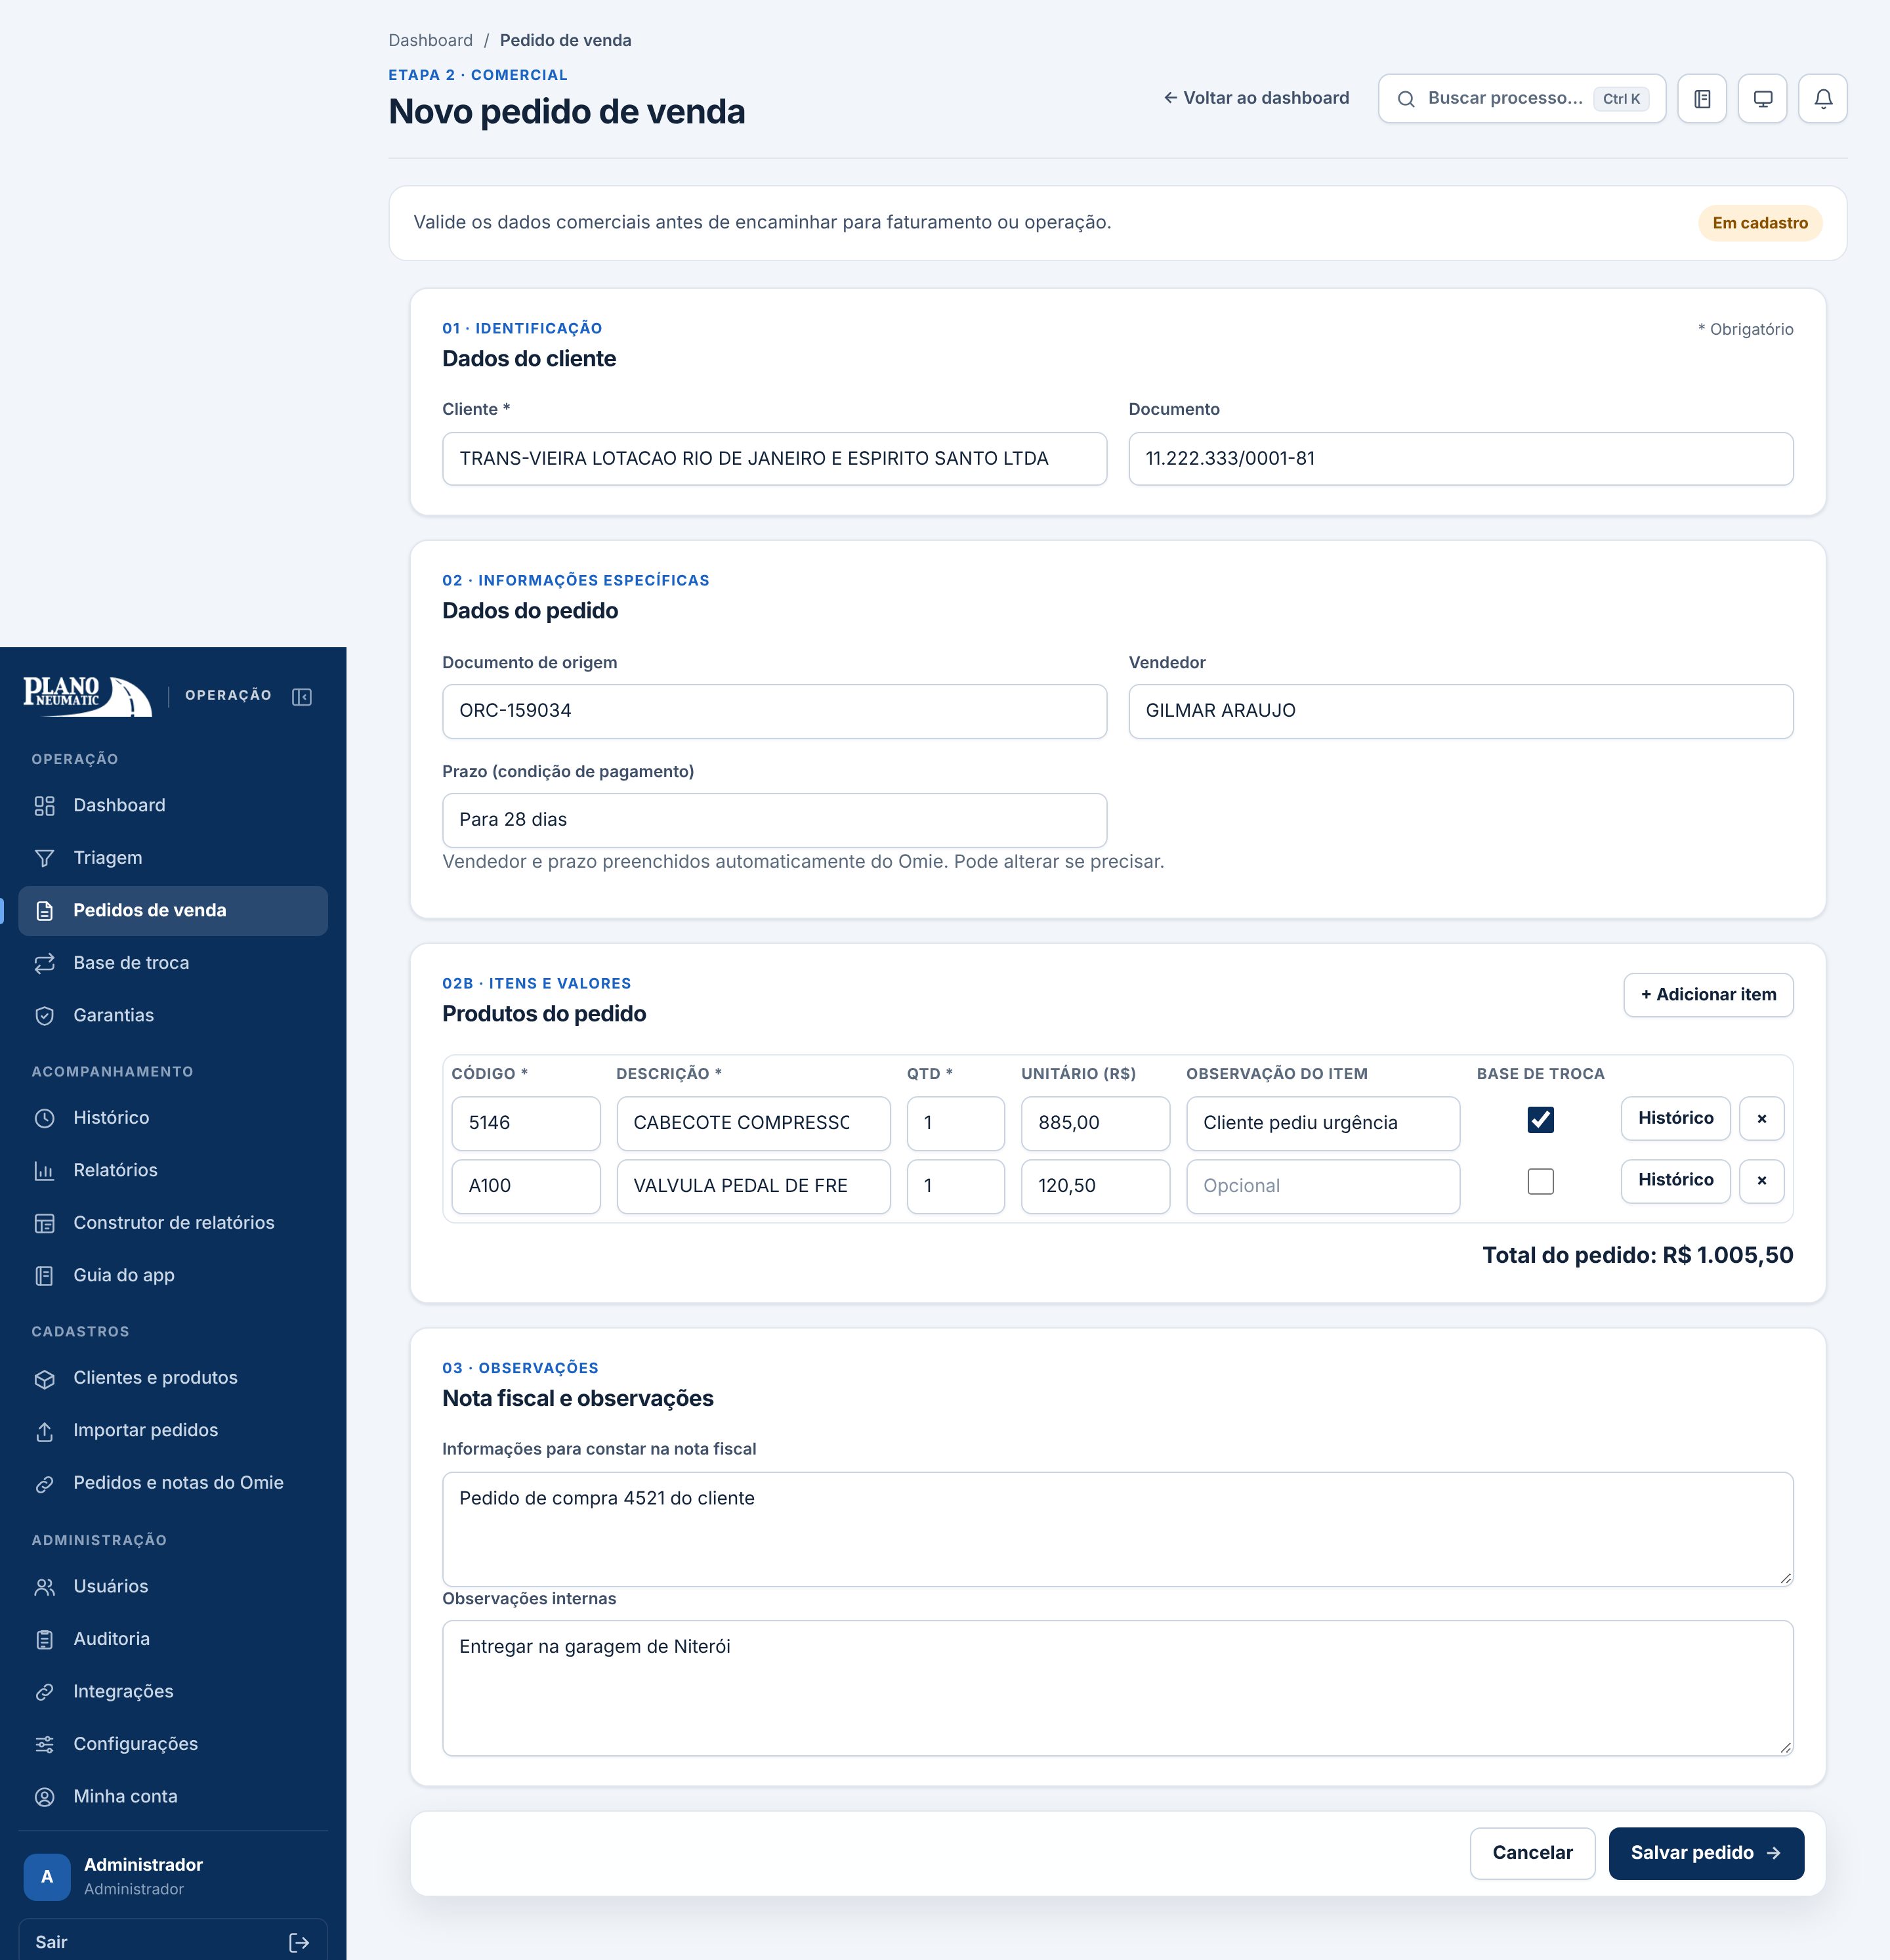 Dashboard / Pedido de venda
ETAPA 2 · COMERCIAL
Novo pedido de venda
← Voltar ao dashboard
Buscar processo... Ctrl K
Valide os dados comerciais antes de encaminhar para faturamento ou operação.
Em cadastro
01 · IDENTIFICAÇÃO
* Obrigatório
Dados do cliente
Cliente * Documento
TRANS-VIEIRA LOTACAO RIO DE JANEIRO E ESPIRITO SANTO LTDA 11.222.333/0001-81
02 · INFORMAÇÕES ESPECÍFICAS
Dados do pedido
Documento de origem Vendedor
ORC-159034 GILMAR ARAUJO
Prazo (condição de pagamento)
Para 28 dias
Vendedor e prazo preenchidos automaticamente do Omie. Pode alterar se precisar.
02B · ITENS E VALORES
Produtos do pedido
+ Adicionar item
CÓDIGO * DESCRIÇÃO * QTD * UNITÁRIO (R$) OBSERVAÇÃO DO ITEM BASE DE TROCA
5146 CABECOTE COMPRESSO 1 885,00 Cliente pediu urgência Histórico ×
A100 VALVULA PEDAL DE FRE 1 120,50 Opcional Histórico ×
Total do pedido: R$ 1.005,50
03 · OBSERVAÇÕES
Nota fiscal e observações
Informações para constar na nota fiscal
Pedido de compra 4521 do cliente
Observações internas
Entregar na garagem de Niterói
Cancelar Salvar pedido →
PLANO
NEUMATIC
OPERAÇÃO
OPERAÇÃO
Dashboard
Triagem
Pedidos de venda
Base de troca
Garantias
ACOMPANHAMENTO
Histórico
Relatórios
Construtor de relatórios
Guia do app
CADASTROS
Clientes e produtos
Importar pedidos
Pedidos e notas do Omie
ADMINISTRAÇÃO
Usuários
Auditoria
Integrações
Configurações
Minha conta
A
Administrador
Administrador
Sair